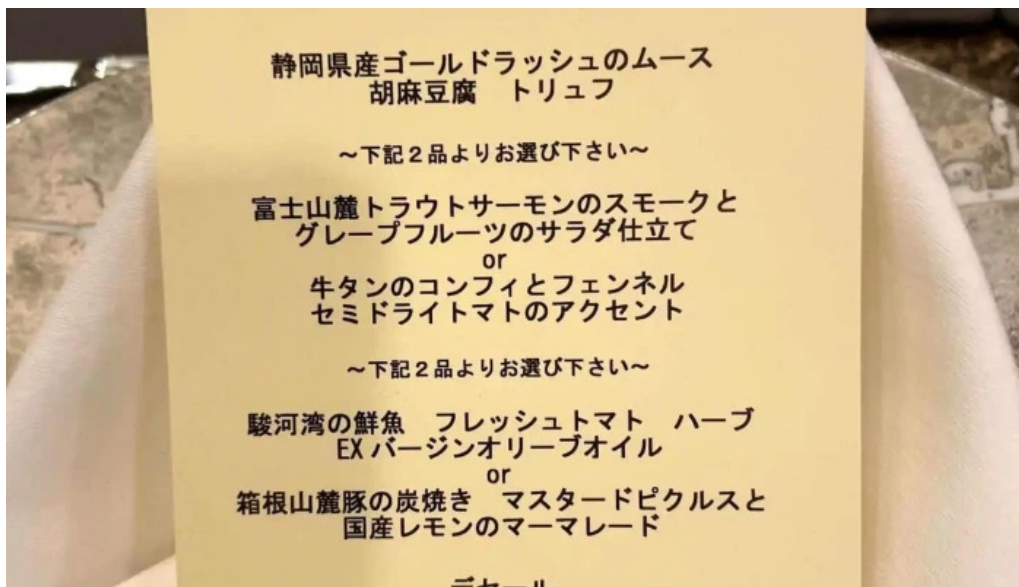 静岡県産ゴールドラッシュのムース
胡麻豆腐　トリュフ
～下記２品よりお選び下さい～
富士山麓トラウトサーモンのスモークと
グレープフルーツのサラダ仕立て
or
牛タンのコンフィとフェンネル
セミドライトマトのアクセント
～下記２品よりお選び下さい～
駿河湾の鮮魚　フレッシュトマト　ハーブ
EXバージンオリーブオイル
or
箱根山麓豚の炭焼き　マスタードピクルスと
国産レモンのマーマレード
デセール